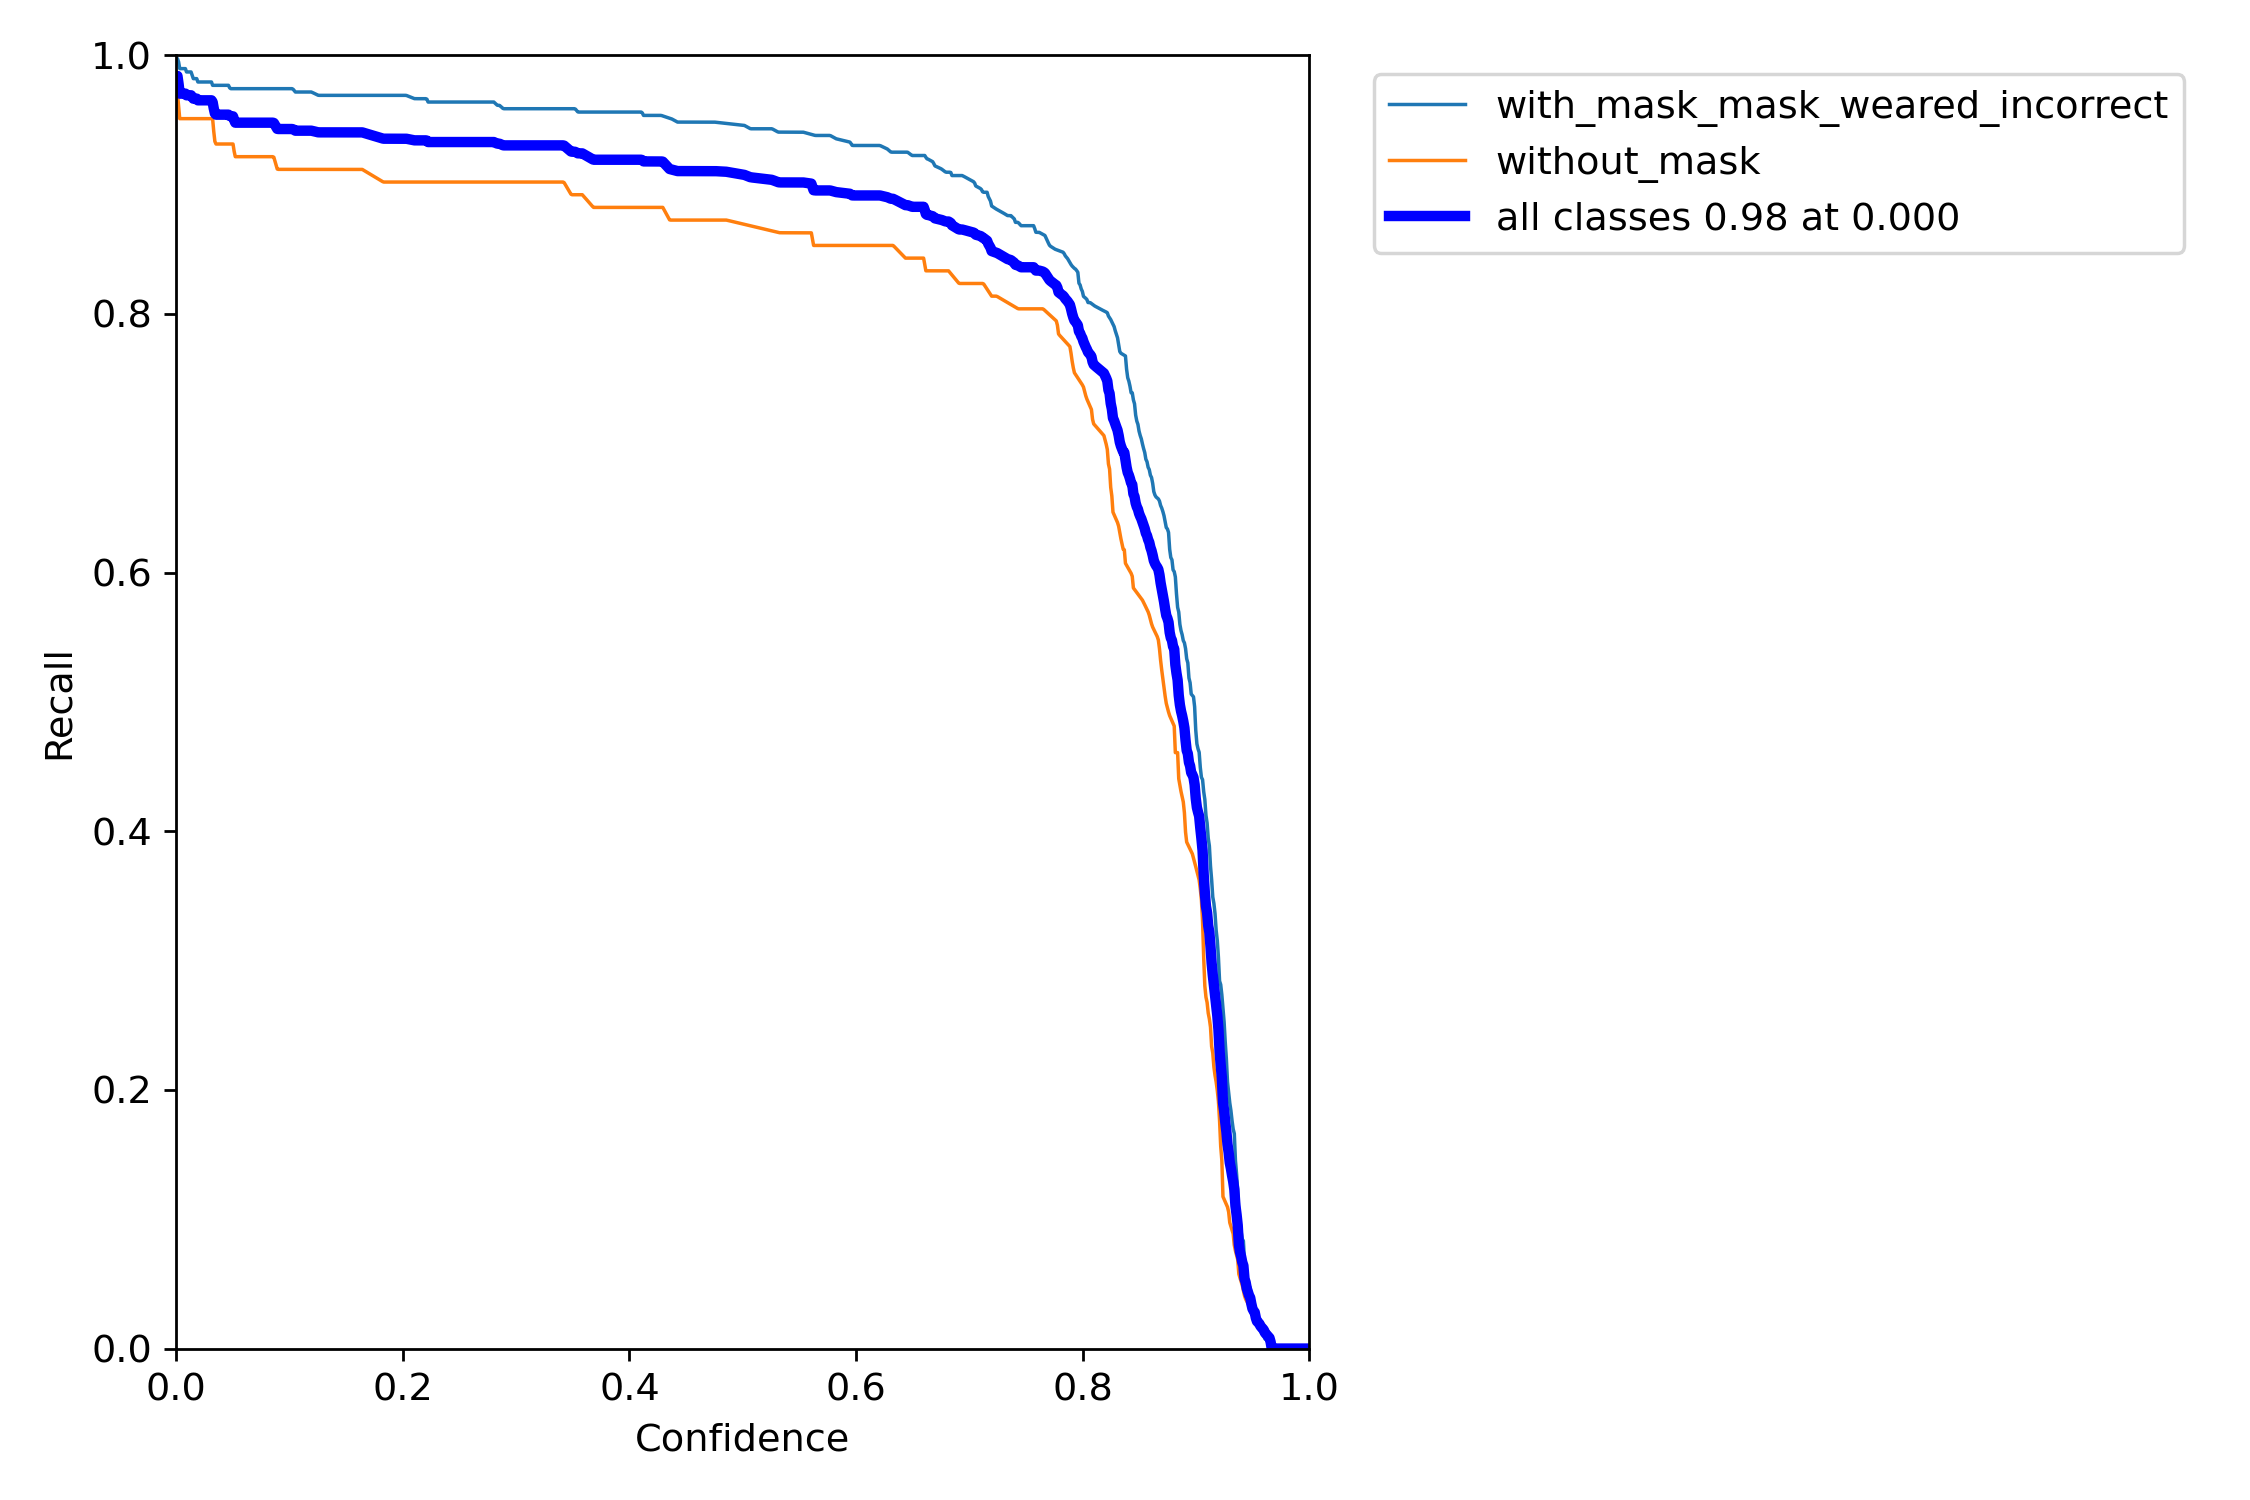 1.0
0.8
0.6
0.4
0.2
0.0
Recall
0.0 0.2 0.4 0.6 0.8 1.0
Confidence
with_mask_mask_weared_incorrect
without_mask
all classes 0.98 at 0.000